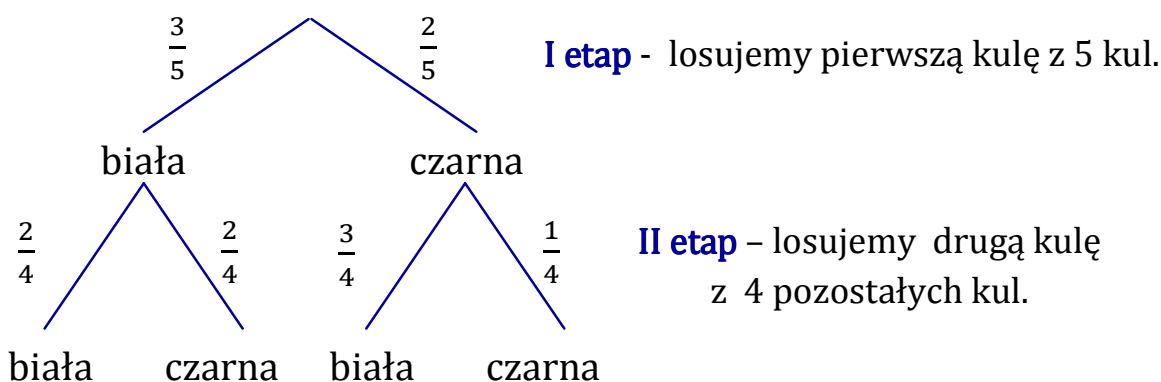 3/5 2/5 I etap - losujemy pierwszą kulę z 5 kul.
biała czarna
2/4 2/4 3/4 1/4 II etap – losujemy drugą kulę
z 4 pozostałych kul.
biała czarna biała czarna